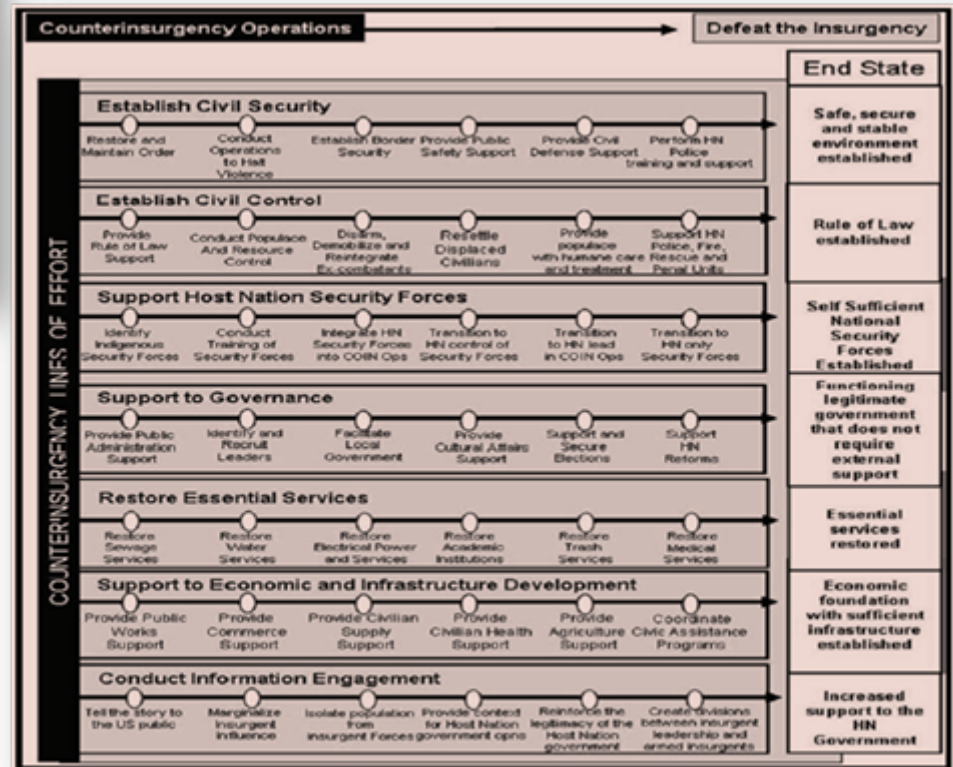 Counterinsurgency Operations
Defeat the Insurgency
End State
COUNTERINSURGENCY LINES OF EFFORT
Establish Civil Security
Restore and
Maintain Order
Conduct
Operations
to Halt
Violence
Establish Border
Security
Provide Public
Safety Support
Provide Civil
Defense Support
Perform HN
Police
training and support
Safe, secure
and stable
environment
established
Establish Civil Control
Provide
Rule of Law
Support
Conduct Populace
And Resource
Control
Disarm,
Demobilize and
Reintegrate
Ex-combatants
Resettle
Displaced
Civilians
Provide
populace
with humane care
and treatment
Support HN
Police, Fire,
Rescue and
Penal Units
Rule of Law
established
Support Host Nation Security Forces
Identify
Indigenous
Security Forces
Conduct
Training of
Security Forces
Integrate HN
Security Forces
into COIN Ops
Transition to
HN control of
Security Forces
Transition
to HN lead
in COIN Ops
Transition to
HN only
Security Forces
Self Sufficient
National
Security
Forces
Established
Support to Governance
Provide Public
Administration
Support
Identify and
Recruit
Leaders
Facilitate
Local
Government
Provide
Cultural Affairs
Support
Support and
Secure
Elections
Support
HN
Reforms
Functioning
legitimate
government
that does not
require
external
support
Restore Essential Services
Restore
Sewage
Services
Restore
Water
Services
Restore
Electrical Power
and Services
Restore
Academic
Institutions
Restore
Trash
Services
Restore
Medical
Services
Essential
services
restored
Support to Economic and Infrastructure Development
Provide Public
Works
Support
Provide
Commerce
Support
Provide Civilian
Supply
Support
Provide
Civilian Health
Support
Provide
Agriculture
Support
Coordinate
Civic Assistance
Programs
Economic
foundation
with sufficient
infrastructure
established
Conduct Information Engagement
Tell the story to
the US public
Marginalize
Insurgent
Influence
Isolate population
from
insurgent Forces
Provide context
for Host Nation
government opns
Reinforce the
legitimacy of the
Host Nation
government
Create divisions
between insurgent
leadership and
armed insurgents
Increased
support to the
HN
Government